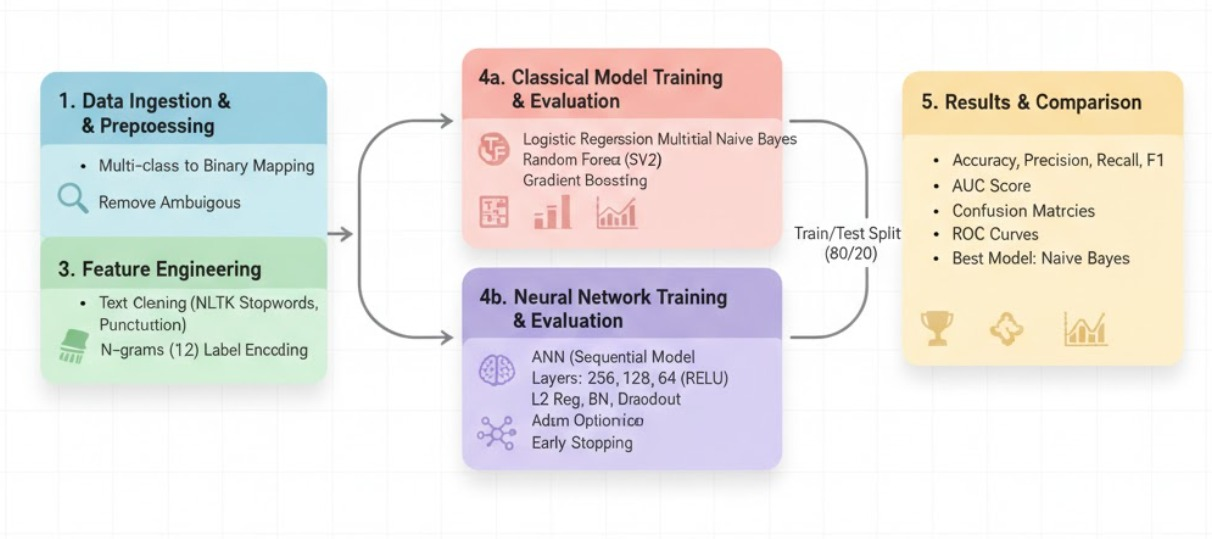 1. Data Ingestion &
& Prepocessing
• Multi-class to Binary Mapping
Remove Ambuigous
3. Feature Engineering
• Text Clening (NLTK Stopwords,
Punctuttion)
N-grams (12) Label Encoding
4a. Classical Model Training
& Evaluation
Logistic Regerssion Multitial Naive Bayes
Random Forest (SV2)
Gradient Bossting
4b. Neural Network Training
& Evaluation
ANN (Sequential Model
Layers: 256, 128, 64 (RELU)
L2 Reg, BN, Draodout
Adtm Optionice
Early Stopping
Train/Test Split
(80/20)
5. Results & Comparison
• Accuracy, Precision, Recall, F1
• AUC Score
• Confusion Matrcies
• ROC Curves
• Best Model: Naive Bayes